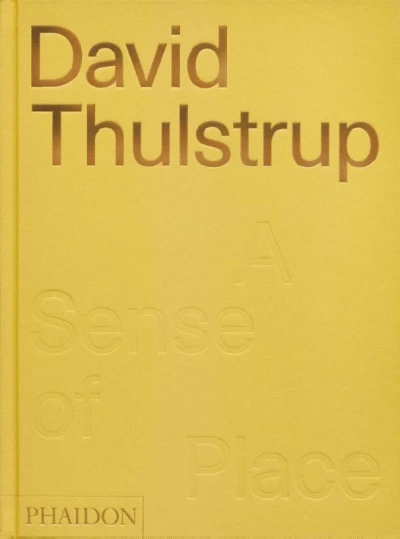 David
Thulstrup
A
Sense
of
Place
PHAIDON